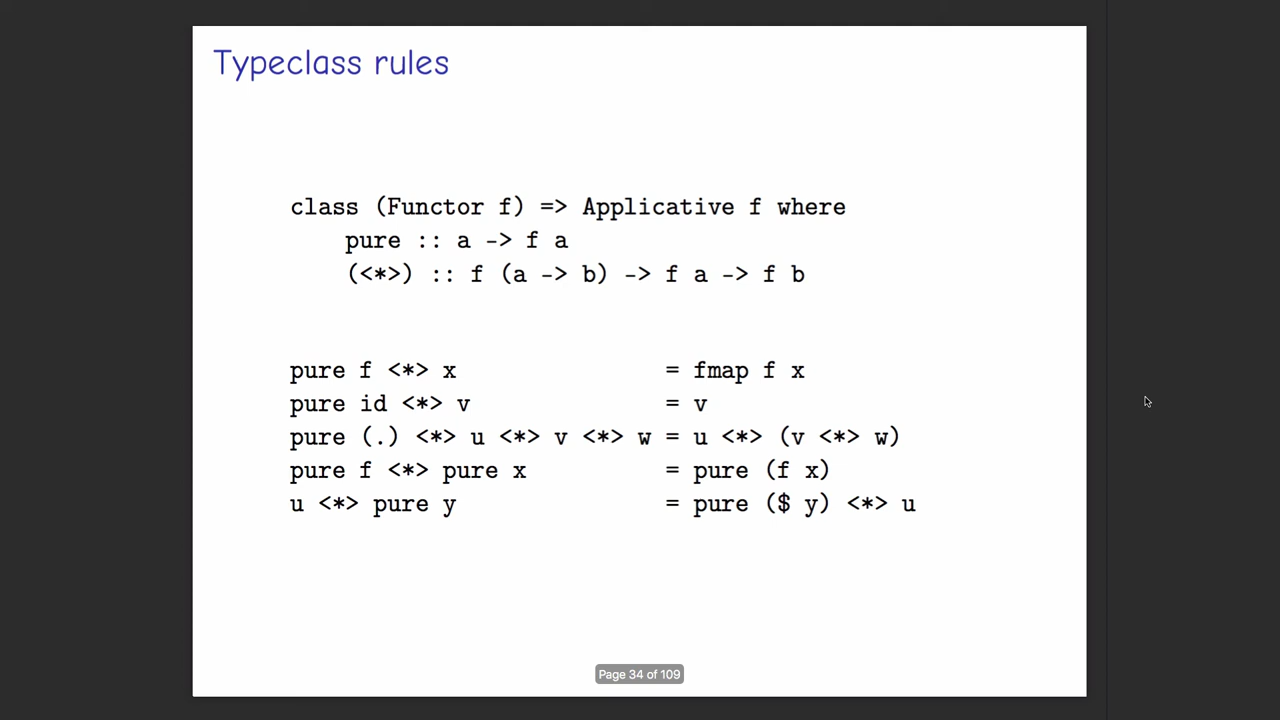 Typeclass rules
class (Functor f) => Applicative f where
pure :: a -> f a
(<*>) :: f (a -> b) -> f a -> f b
pure f <*> x = fmap f x
pure id <*> v = v
pure (.) <*> u <*> v <*> w = u <*> (v <*> w)
pure f <*> pure x = pure (f x)
u <*> pure y = pure ($ y) <*> u
Page 34 of 109